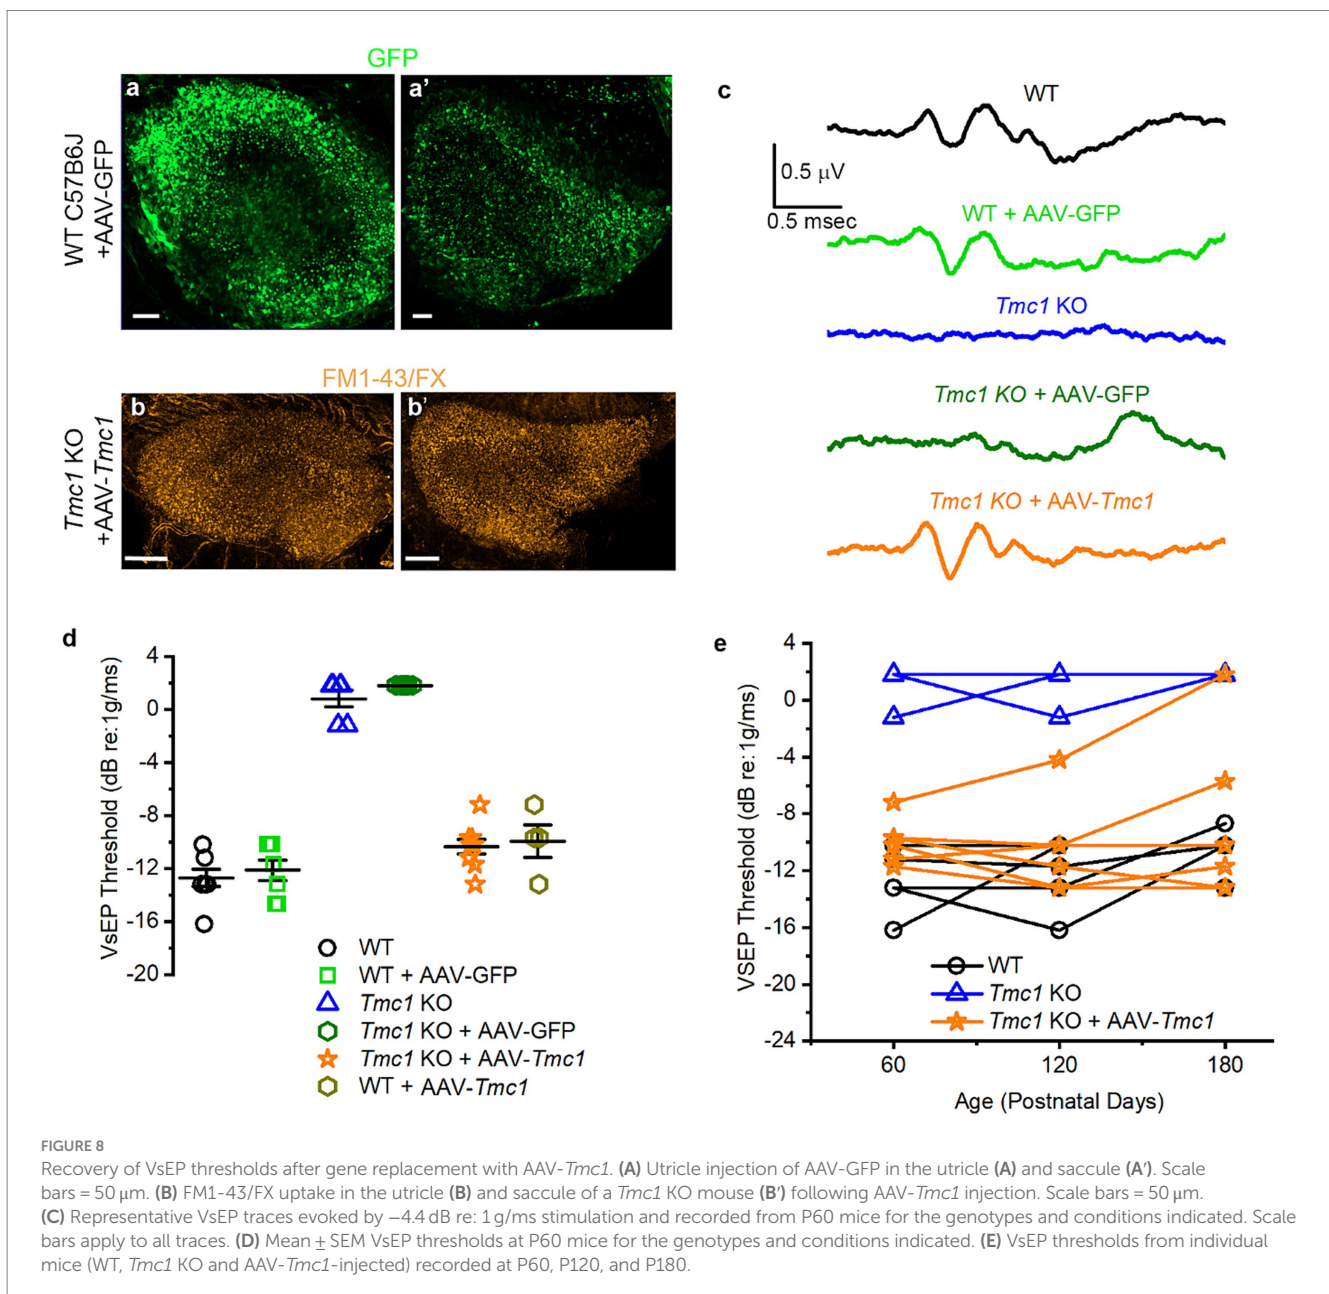 GFP
a
a'
WT C57B6J
+AAV-GFP
FM1-43/FX
b
b'
Tmc1 KO
+AAV-Tmc1
c
WT
0.5 μV
0.5 msec
WT + AAV-GFP
Tmc1 KO
Tmc1 KO + AAV-GFP
Tmc1 KO + AAV-Tmc1
d
VsEP Threshold (dB re:1g/ms)
4
0
-4
-8
-12
-16
-20
WT
WT + AAV-GFP
Tmc1 KO
Tmc1 KO + AAV-GFP
Tmc1 KO + AAV-Tmc1
WT + AAV-Tmc1
e
VSEP Threshold (dB re:1g/ms)
4
0
-4
-8
-12
-16
-20
-24
WT
Tmc1 KO
Tmc1 KO + AAV-Tmc1
60
120
180
Age (Postnatal Days)
FIGURE 8
Recovery of VsEP thresholds after gene replacement with AAV-Tmc1. (A) Utricle injection of AAV-GFP in the utricle (A) and saccule (A′). Scale
bars = 50 μm. (B) FM1-43/FX uptake in the utricle (B) and saccule of a Tmc1 KO mouse (B′) following AAV-Tmc1 injection. Scale bars = 50 μm.
(C) Representative VsEP traces evoked by −4.4 dB re: 1 g/ms stimulation and recorded from P60 mice for the genotypes and conditions indicated. Scale
bars apply to all traces. (D) Mean ± SEM VsEP thresholds at P60 mice for the genotypes and conditions indicated. (E) VsEP thresholds from individual
mice (WT, Tmc1 KO and AAV-Tmc1-injected) recorded at P60, P120, and P180.